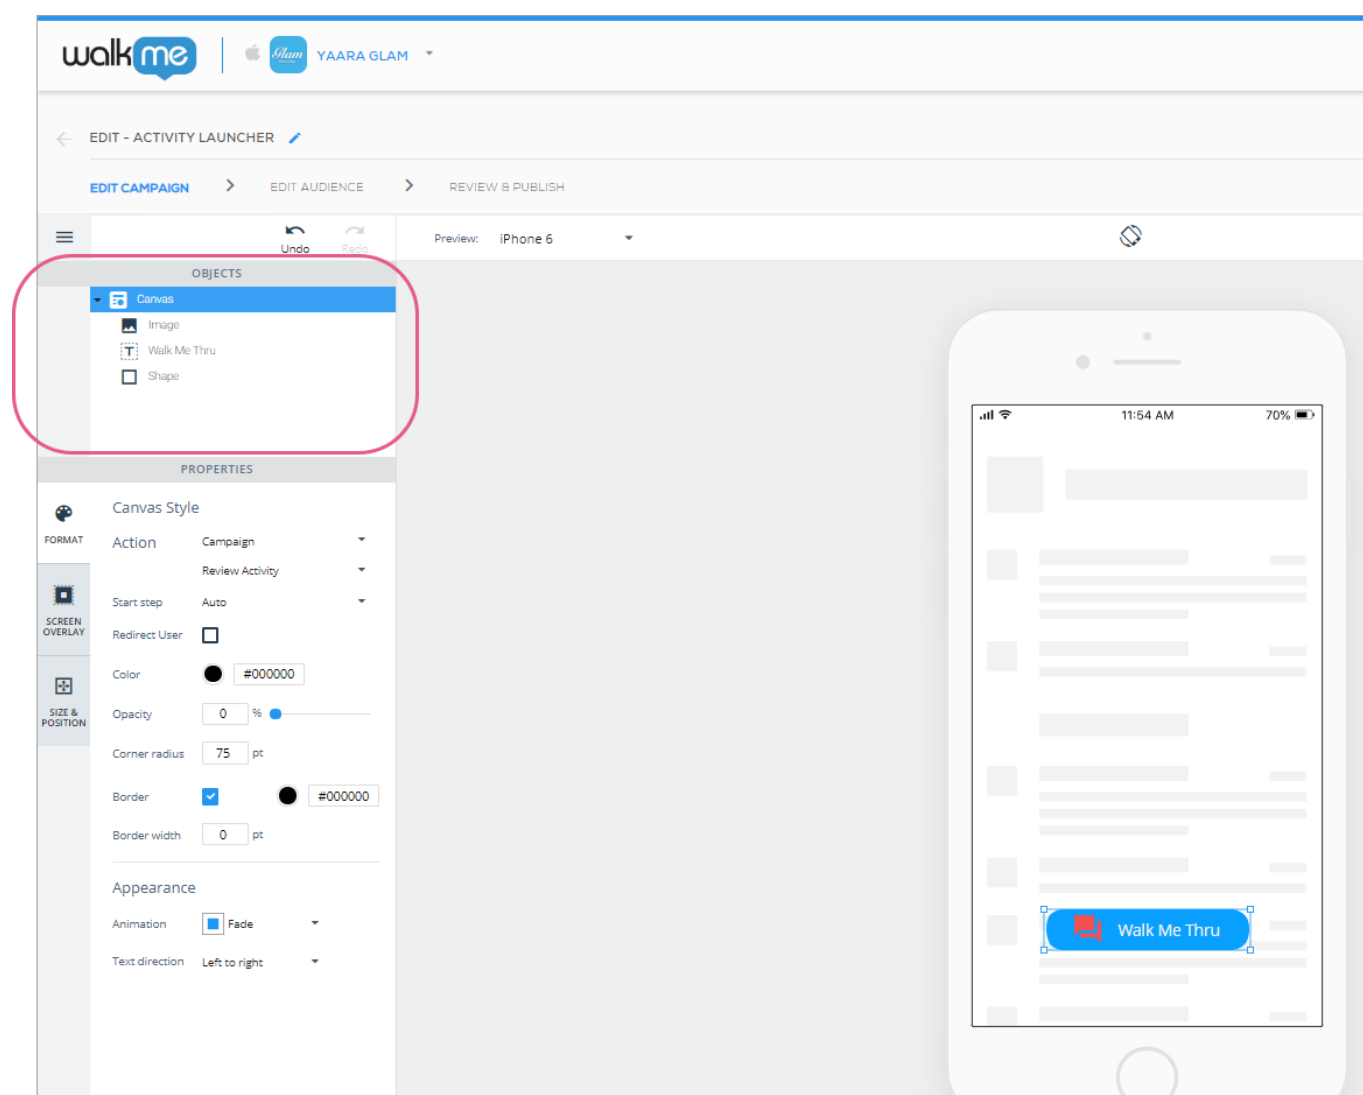 walkme
Glam YAARA GLAM
EDIT - ACTIVITY LAUNCHER
EDIT CAMPAIGN EDIT AUDIENCE REVIEW & PUBLISH
Undo Redo Preview: iPhone 6
OBJECTS
Canvas
Image
T Walk Me Thru
Shape
PROPERTIES
FORMAT
SCREEN
OVERLAY
SIZE &
POSITION
Canvas Style
Action Campaign
Review Activity
Start step Auto
Redirect User
Color #000000
Opacity 0 %
Corner radius 75 pt
Border #000000
Border width 0 pt
Appearance
Animation Fade
Text direction Left to right
11:54 AM 70%
Walk Me Thru